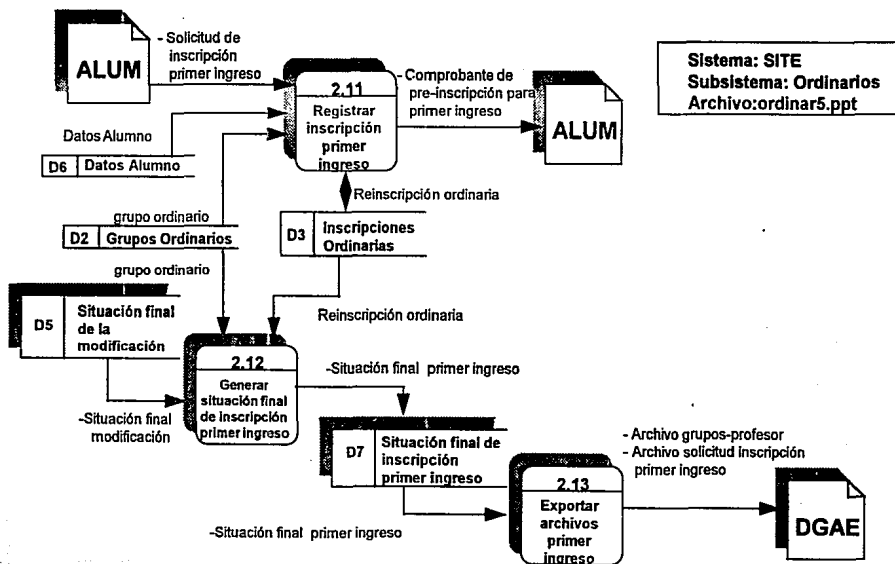 ALUM
- Solicitud de
inscripción
primer ingreso
2.11
Registrar
inscripción
primer
ingreso
- Comprobante de
pre-inscripción para
primer ingreso
ALUM
Sistema: SITE
Subsistema: Ordinarios
Archivo:ordinar5.ppt
Datos Alumno
D6 Datos Alumno
Reinscripción ordinaria
grupo ordinario
D2 Grupos Ordinarios
D3 Inscripciones
Ordinarias
grupo ordinario
D5 Situación final
de la
modificación
Reinscripción ordinaria
2.12
Generar
situación final
de inscripción
primer ingreso
-Situación final primer ingreso
-Situación final
modificación
D7 Situación final de
inscripción
primer ingreso
- Archivo grupos-profesor
- Archivo solicitud inscripción
primer ingreso
2.13
Exportar
archivos
primer
ingreso
DGAE
-Situación final primer ingreso